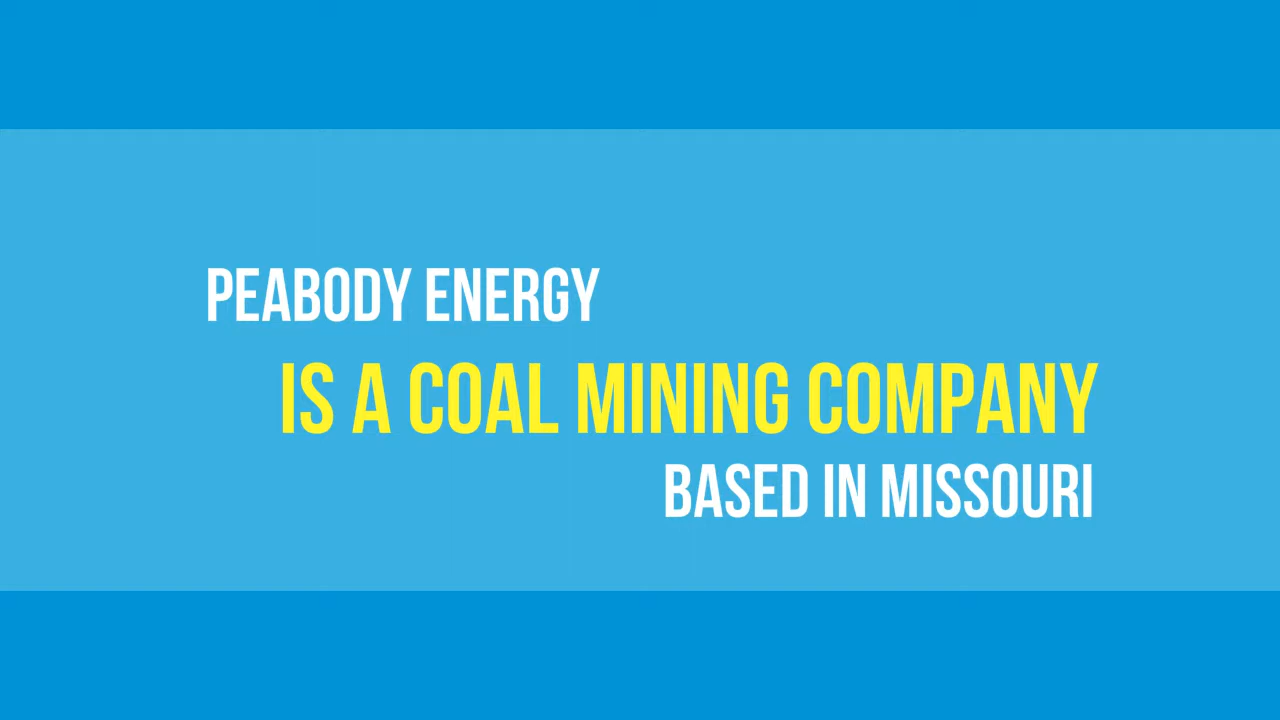 PEABODY ENERGY
IS A COAL MINING COMPANY
BASED IN MISSOURI